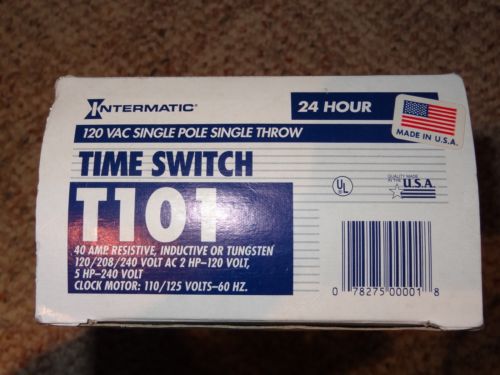 INTERMATIC®
24 HOUR
MADE IN U.S.A.
120 VAC SINGLE POLE SINGLE THROW
TIME SWITCH
T101
UL
QUALITY MADE
IN THE U.S.A.
40 AMP. RESISTIVE, INDUCTIVE OR TUNGSTEN
120/208/240 VOLT AC 2 HP–120 VOLT,
5 HP–240 VOLT
CLOCK MOTOR: 110/125 VOLTS–60 HZ.
0 78275 00001 8